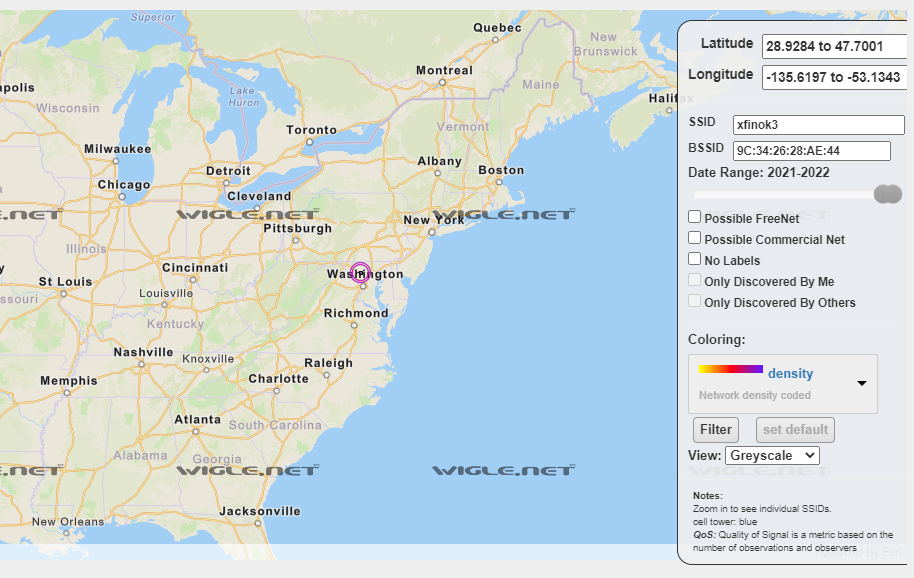 Superior
Quebec
New
Brunswick
Montreal
Maine
Lake
Huron
apolis
Wisconsin
Halifax
Toronto
Vermont
Milwaukee
Albany
Detroit
Boston
Chicago
Cleveland
WIGLE.NET
WIGLE.NET
New York
Pittsburgh
Illinois
Cincinnati
Washington
St Louis
Louisville
ssouri
Richmond
Kentucky
Nashville
Knoxville
Raleigh
Memphis
Charlotte
Atlanta
South Carolina
Alabama
Georgia
E.NET
WIGLE.NET
WIGLE.NET
Jacksonville
New Orleans
Latitude 28.9284 to 47.7001
Longitude -135.6197 to -53.1343
SSID xfinok3
BSSID 9C:34:26:28:AE:44
Date Range: 2021-2022
Possible FreeNet
Possible Commercial Net
No Labels
Only Discovered By Me
Only Discovered By Others
Coloring:
density
Network density coded
Filter set default
View: Greyscale
Notes:
Zoom in to see individual SSIDs.
cell tower: blue
QoS: Quality of Signal is a metric based on the
number of observations and observers